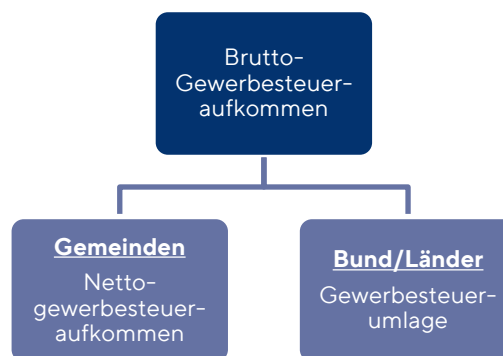 Brutto-
Gewerbesteuer-
aufkommen
Gemeinden
Netto-
gewerbesteuer-
aufkommen
Bund/Länder
Gewerbesteuer-
umlage